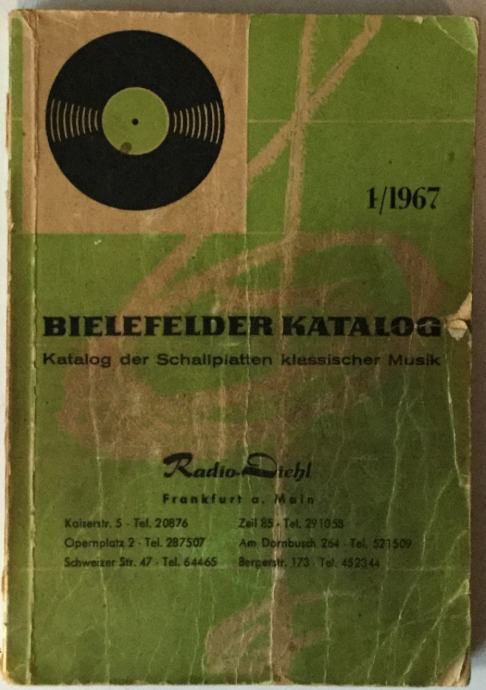 1/1967
BIELEFELDER KATALOG
Katalog der Schallplatten klassischer Musik
Radio-Diehl
Frankfurt a. Main
Kaiserstr. 5 - Tel. 20876 Zeil 85 - Tel. 291058
Opernplatz 2 - Tel. 287507 Am Dornbusch 264 - Tel. 521509
Schweizer Str. 47 - Tel. 64465 Bergerstr. 173 - Tel. 452344